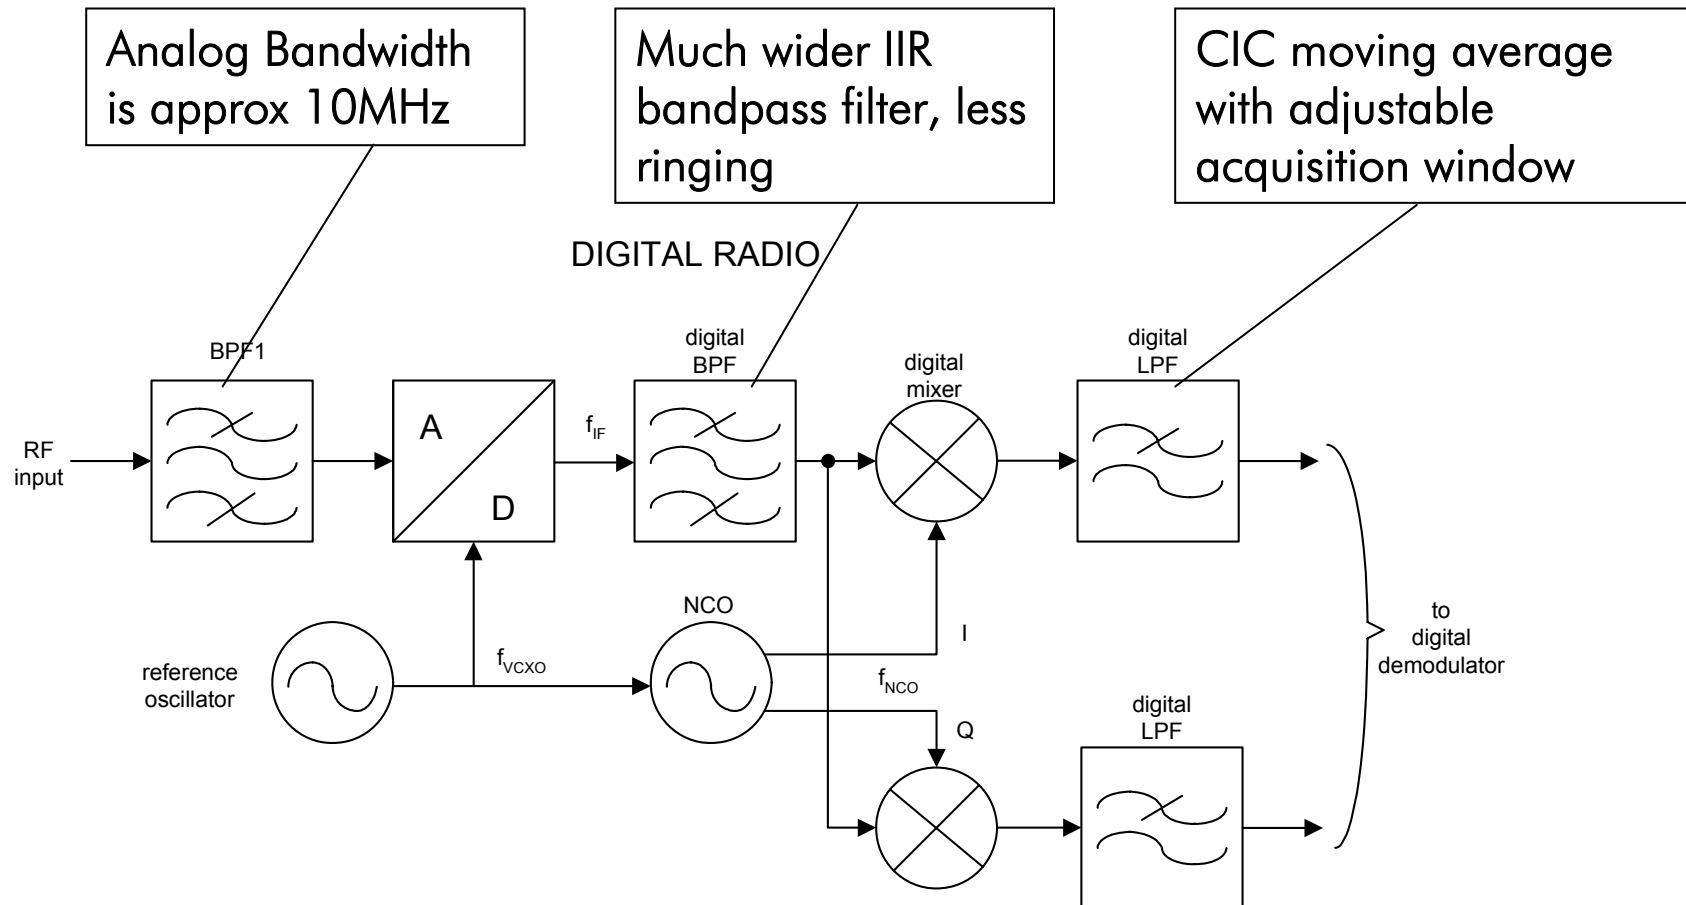 Analog Bandwidth
is approx 10MHz
Much wider IIR
bandpass filter, less
ringing
CIC moving average
with adjustable
acquisition window
DIGITAL RADIO
BPF1
digital
BPF
digital
mixer
digital
LPF
RF
input
A
D
f_IF
reference
oscillator
f_VCXO
NCO
I
f_NCO
Q
digital
LPF
to
digital
demodulator